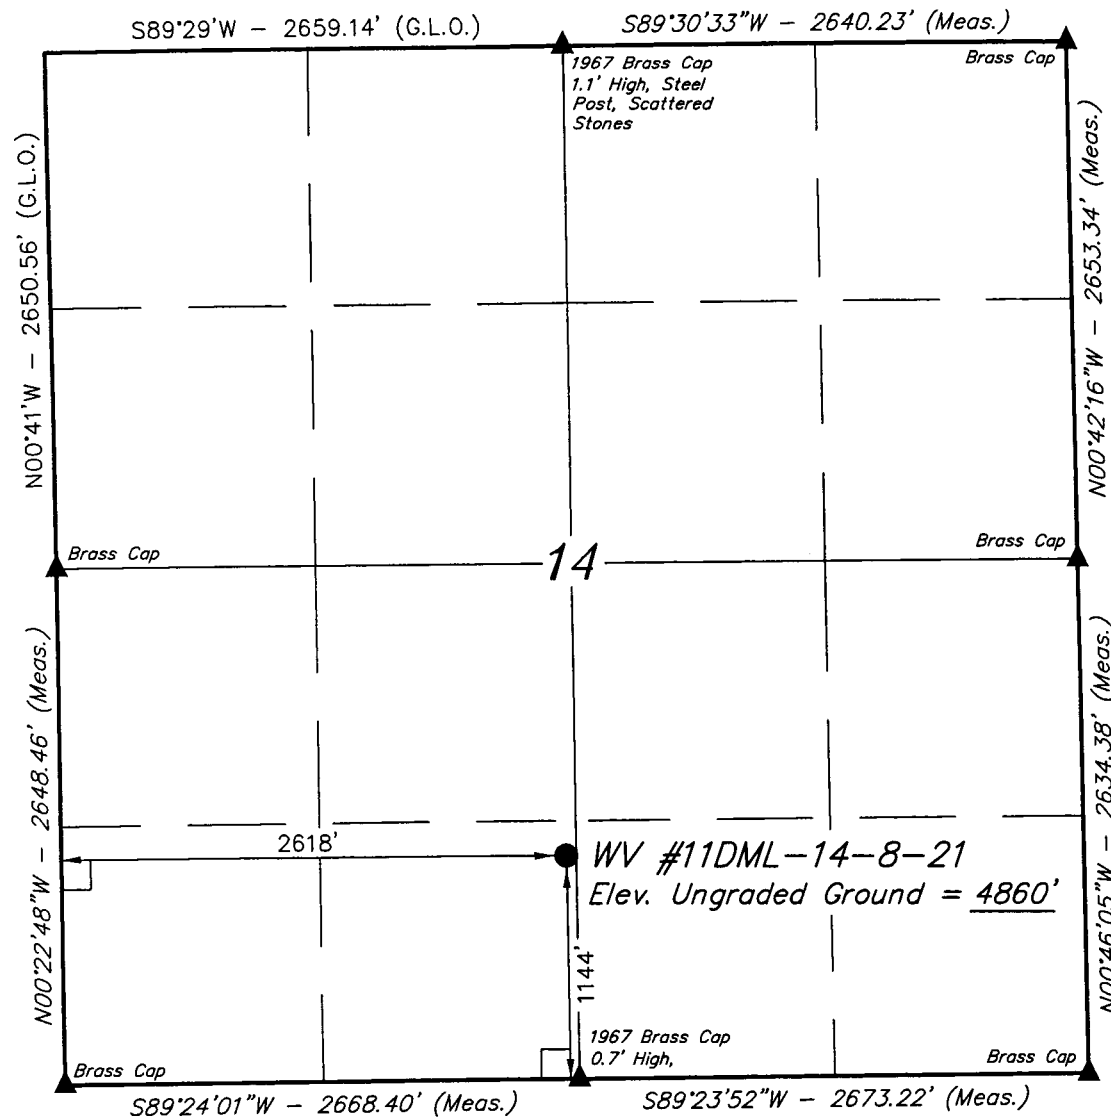 S89°29'W - 2659.14' (G.L.O.)
S89°30'33"W - 2640.23' (Meas.)
1967 Brass Cap
1.1' High, Steel
Post, Scattered
Stones
Brass Cap
N00°41'W - 2650.56' (G.L.O.)
N00°42'16"W - 2653.34' (Meas.)
Brass Cap
14
Brass Cap
N00°22'48"W - 2648.46' (Meas.)
N00°46'05"W - 2634.38' (Meas.)
2618'
WV #11DML-14-8-21
Elev. Ungraded Ground = 4860'
1144'
1967 Brass Cap
0.7' High,
Brass Cap
Brass Cap
S89°24'01"W - 2668.40' (Meas.)
S89°23'52"W - 2673.22' (Meas.)